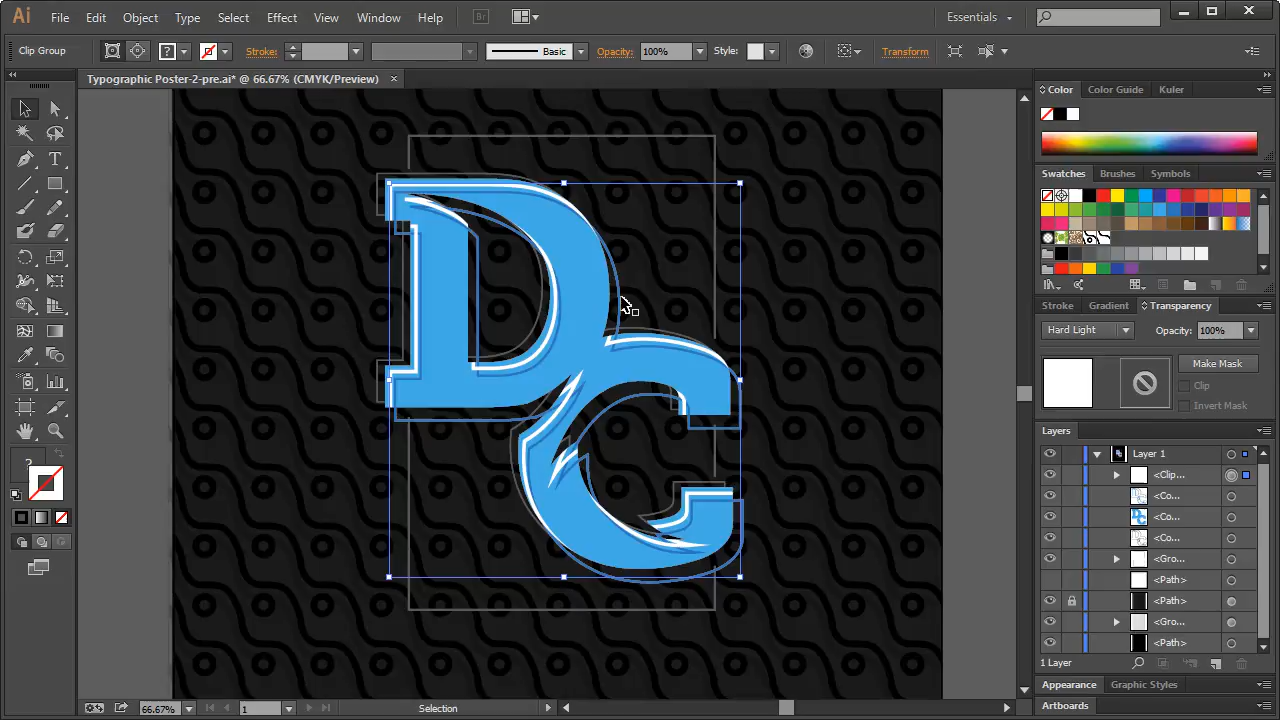 Ai File Edit Object Type Select Effect View Window Help Br Essentials
Clip Group ? Stroke: Basic Opacity: 100% Style: Transform
Typographic Poster-2-pre.ai* @ 66.67% (CMYK/Preview) ×
Color Color Guide Kuler
Swatches Brushes Symbols
Stroke Gradient Transparency
Hard Light Opacity: 100%
Make Mask
Clip
Invert Mask
Layers
Layer 1
<Clip...
<Co...
<Co...
<Co...
<Gro...
<Path>
<Path>
<Gro...
<Path>
1 Layer
Appearance Graphic Styles
Artboards
DC
T
?
66.67% 1 Selection